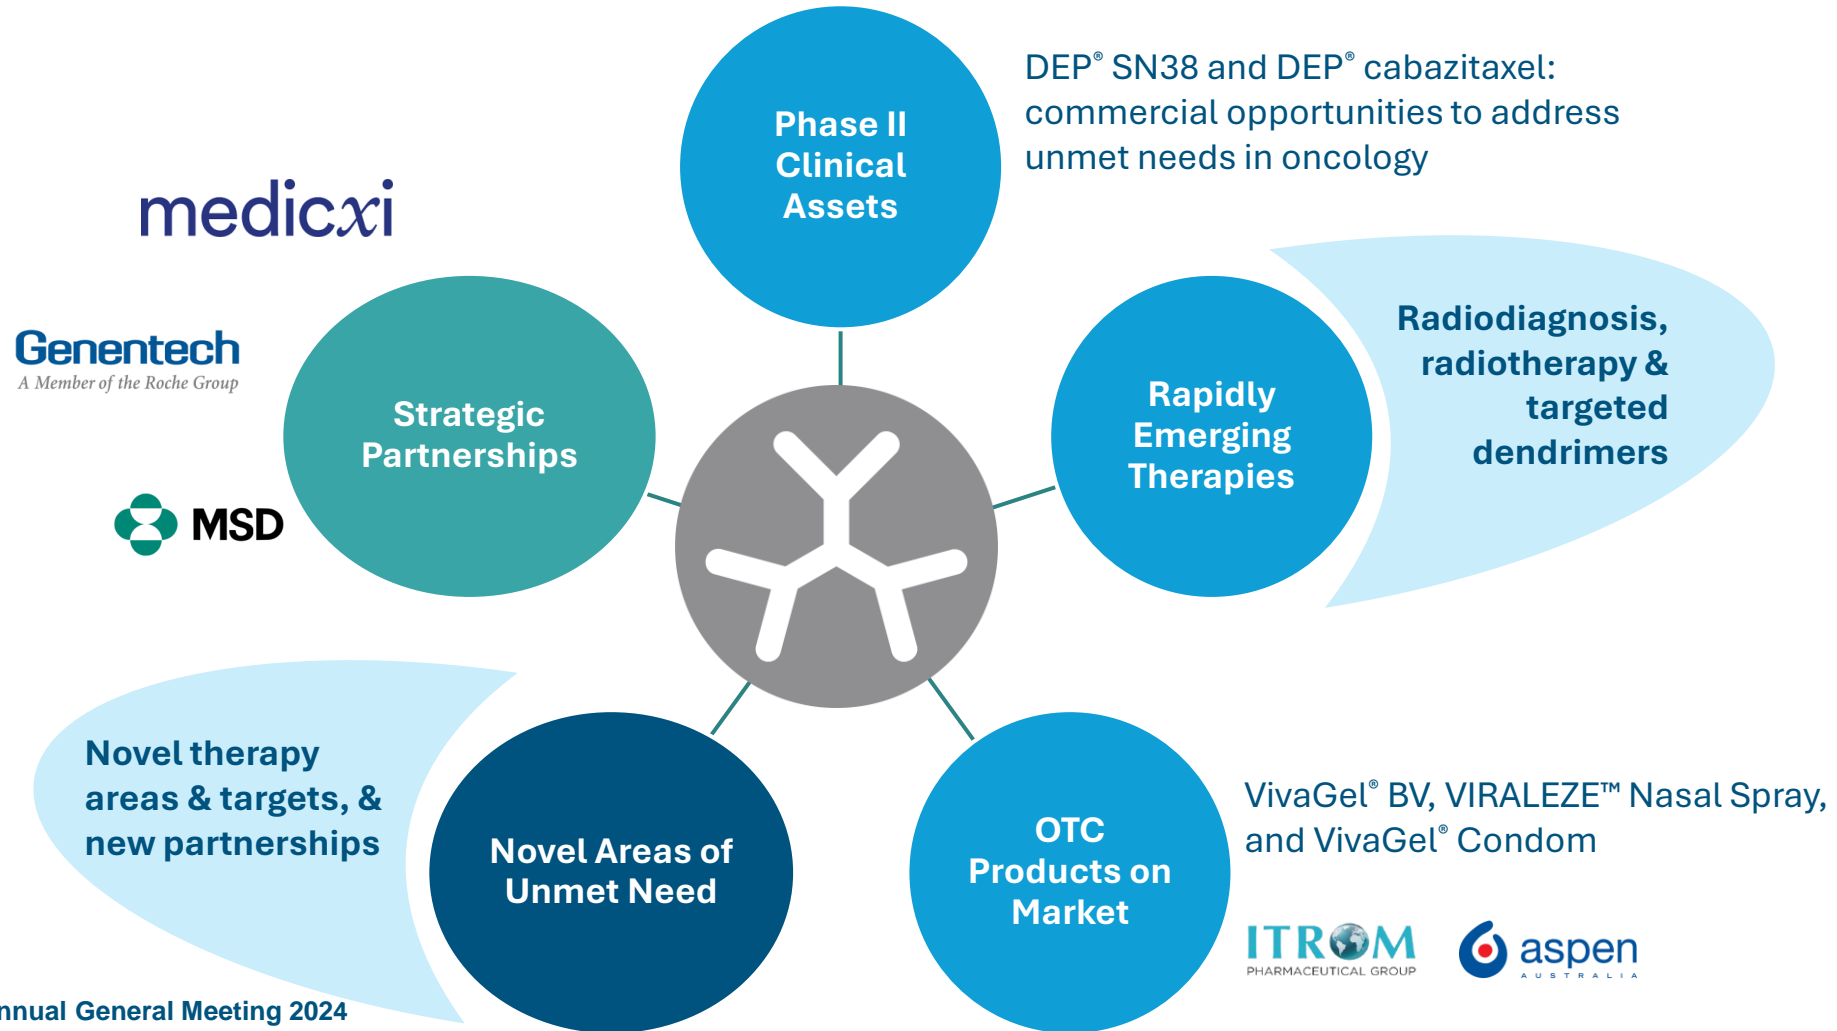 Phase II
Clinical
Assets
DEP® SN38 and DEP® cabazitaxel:
commercial opportunities to address
unmet needs in oncology
medicxi
Genentech
A Member of the Roche Group
MSD
Strategic
Partnerships
Rapidly
Emerging
Therapies
Radiodiagnosis,
radiotherapy &
targeted
dendrimers
Novel therapy
areas & targets, &
new partnerships
Novel Areas of
Unmet Need
OTC
Products on
Market
VivaGel® BV, VIRALEZE™ Nasal Spray,
and VivaGel® Condom
ITROM
PHARMACEUTICAL GROUP
aspen
AUSTRALIA
nnual General Meeting 2024